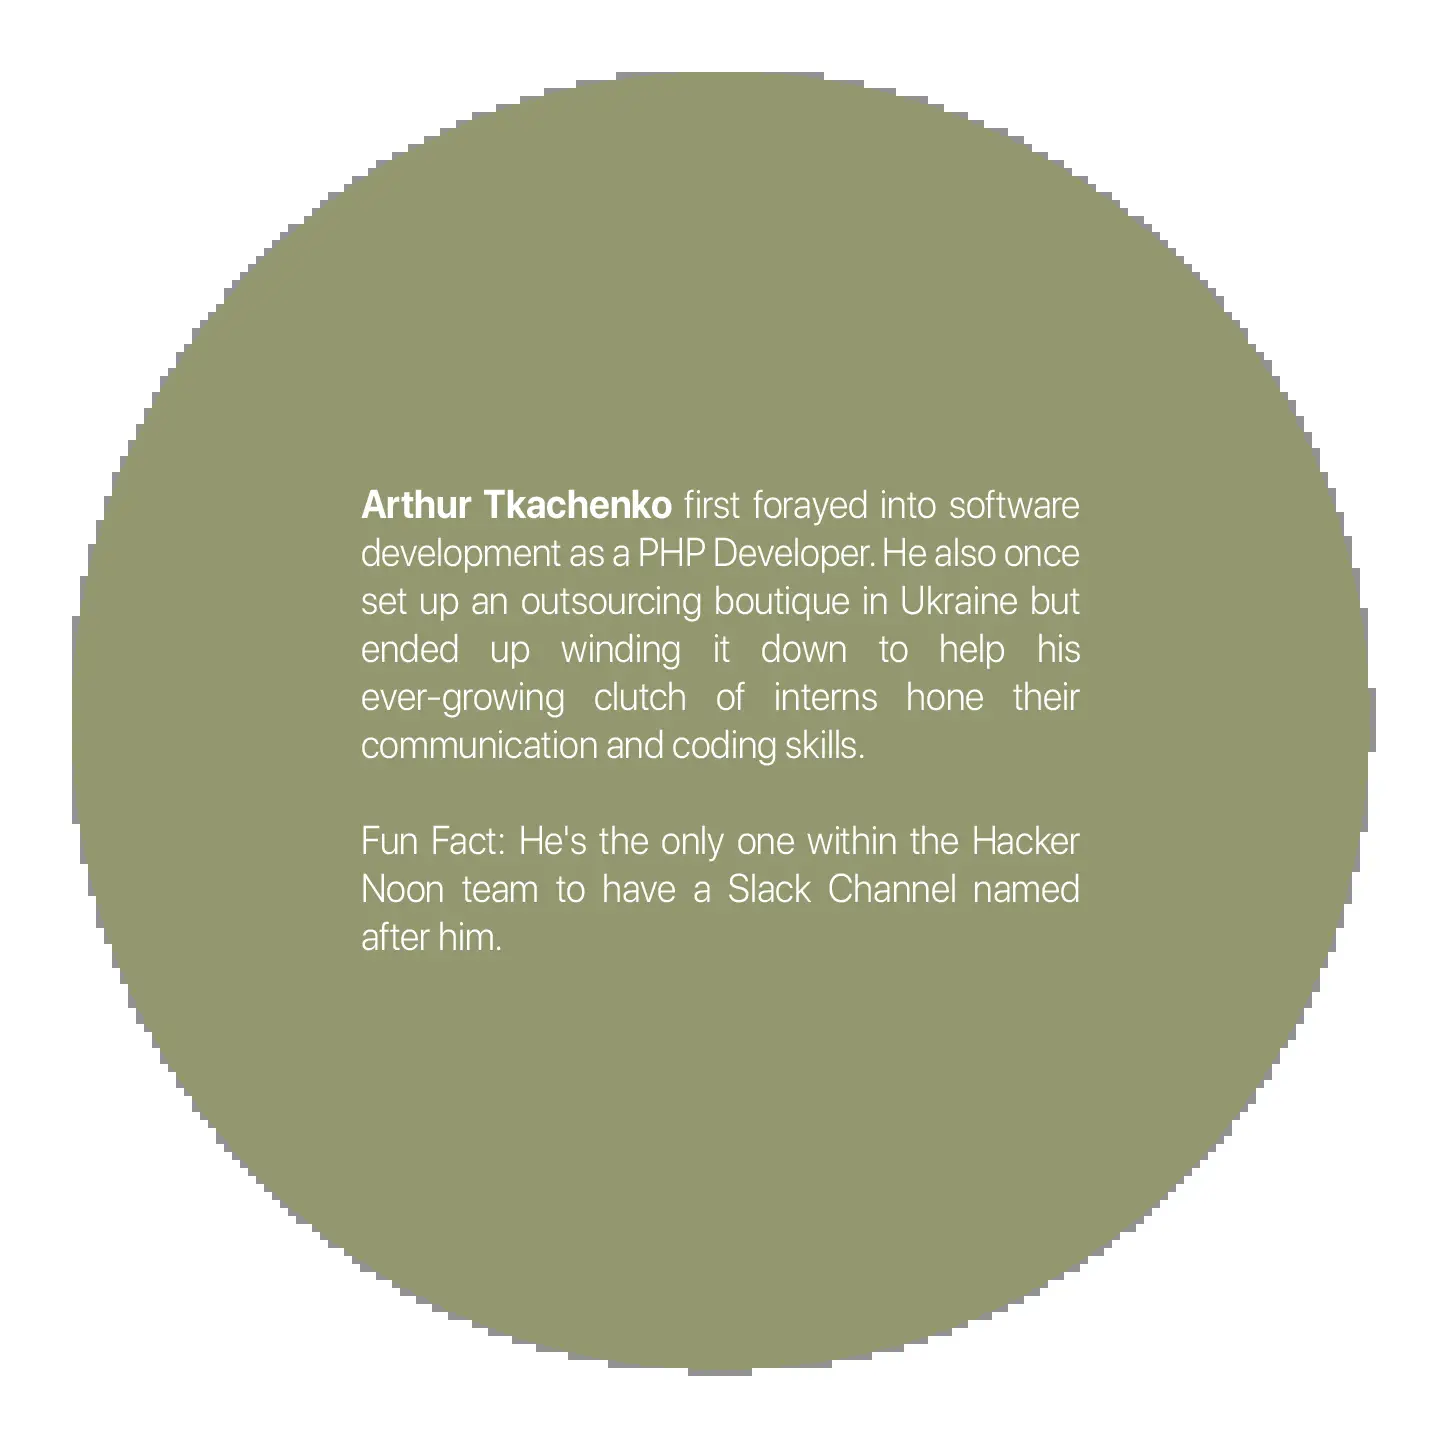 Arthur Tkachenko first forayed into software
development as a PHP Developer. He also once
set up an outsourcing boutique in Ukraine but
ended up winding it down to help his
ever-growing clutch of interns hone their
communication and coding skills.
Fun Fact: He's the only one within the Hacker
Noon team to have a Slack Channel named
after him.